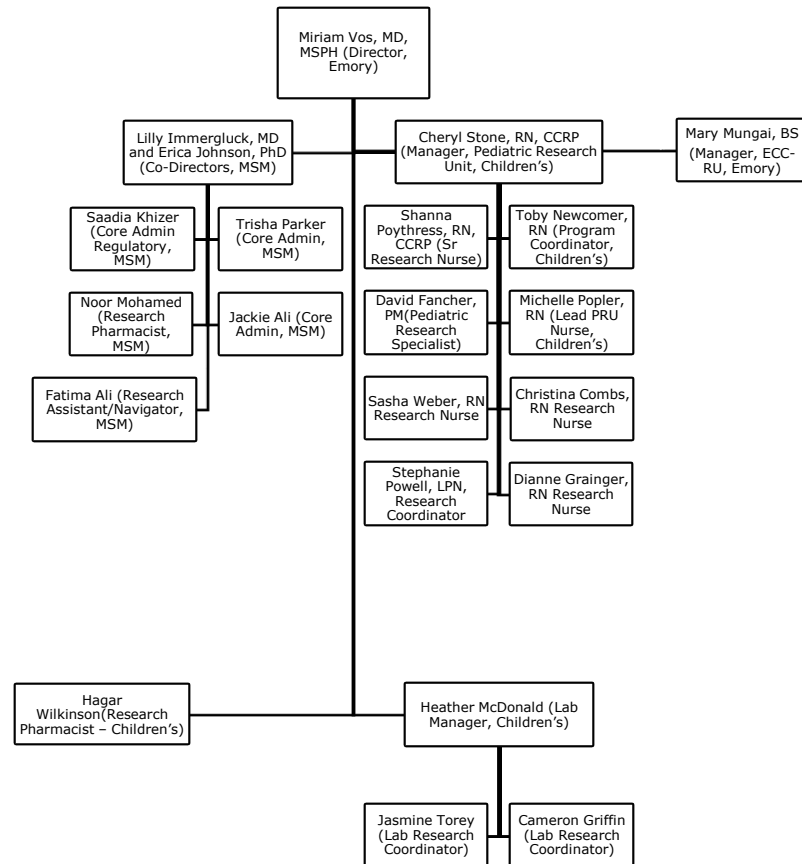 Miriam Vos, MD,
MSPH (Director,
Emory)
Lilly Immergluck, MD
and Erica Johnson, PhD
(Co-Directors, MSM)
Cheryl Stone, RN, CCRP
(Manager, Pediatric Research
Unit, Children’s)
Mary Mungai, BS
(Manager, ECC-
RU, Emory)
Saadia Khizer
(Core Admin
Regulatory,
MSM)
Trisha Parker
(Core Admin,
MSM)
Noor Mohamed
(Research
Pharmacist,
MSM)
Jackie Ali (Core
Admin, MSM)
Fatima Ali (Research
Assistant/Navigator,
MSM)
Shanna
Poythress, RN,
CCRP (Sr
Research Nurse)
Toby Newcomer,
RN (Program
Coordinator,
Children’s)
David Fancher,
PM(Pediatric
Research
Specialist)
Michelle Popler,
RN (Lead PRU
Nurse,
Children’s)
Sasha Weber, RN
Research Nurse
Christina Combs,
RN Research
Nurse
Stephanie
Powell, LPN,
Research
Coordinator
Dianne Grainger,
RN Research
Nurse
Hagar
Wilkinson(Research
Pharmacist – Children’s)
Heather McDonald (Lab
Manager, Children’s)
Jasmine Torey
(Lab Research
Coordinator)
Cameron Griffin
(Lab Research
Coordinator)